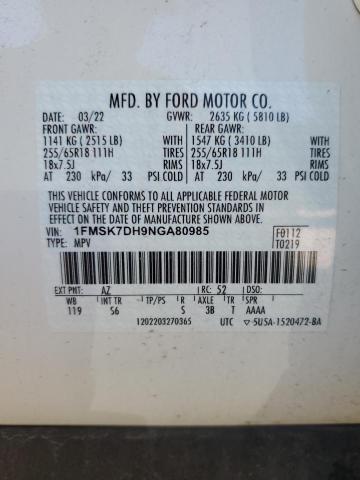 MFD. BY FORD MOTOR CO.
DATE: 03/22 GVWR: 2635 KG ( 5810 LB)
FRONT GAWR: REAR GAWR:
1141 KG ( 2515 LB) WITH 1547 KG ( 3410 LB) WITH
255/65R18 111H TIRES 255/65R18 111H TIRES
18x7.5J RIMS 18x7.5J RIMS
AT 230 kPa/ 33 PSI COLD AT 230 kPa/ 33 PSI COLD
THIS VEHICLE CONFORMS TO ALL APPLICABLE FEDERAL MOTOR
VEHICLE SAFETY AND BUMPER AND THEFT PREVENTION STANDARDS IN
EFFECT ON THE DATE OF MANUFACTURE SHOWN ABOVE.
VIN: 1FMSK7DH9NGA80985 F0112
TYPE: MPV T0219
EXT PNT: AZ RC: 52 DSO:
WB INT TR TP/PS R AXLE TR SPR
119 S6 S 3B T AAAA
1202203270365 UTC 5USA-1520472-BA